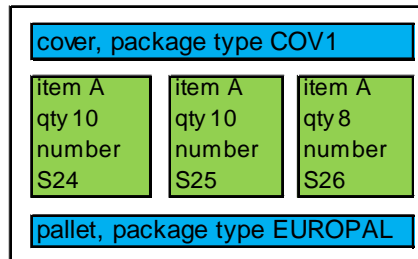 cover, package type COV1
item A
qty 10
number
S24
item A
qty 10
number
S25
item A
qty 8
number
S26
pallet, package type EUROPAL